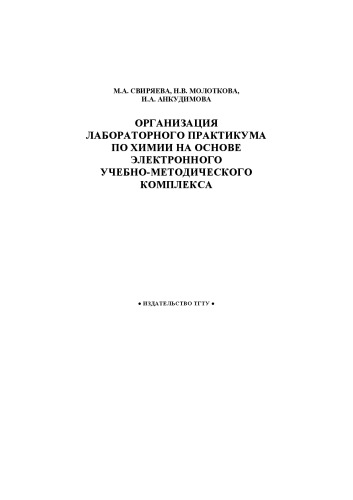 М.А. СВИРЯЕВА, Н.В. МОЛОТКОВА,
И.А. АНКУДИМОВА
ОРГАНИЗАЦИЯ
ЛАБОРАТОРНОГО ПРАКТИКУМА
ПО ХИМИИ НА ОСНОВЕ
ЭЛЕКТРОННОГО
УЧЕБНО-МЕТОДИЧЕСКОГО
КОМПЛЕКСА
● ИЗДАТЕЛЬСТВО ТГТУ ●